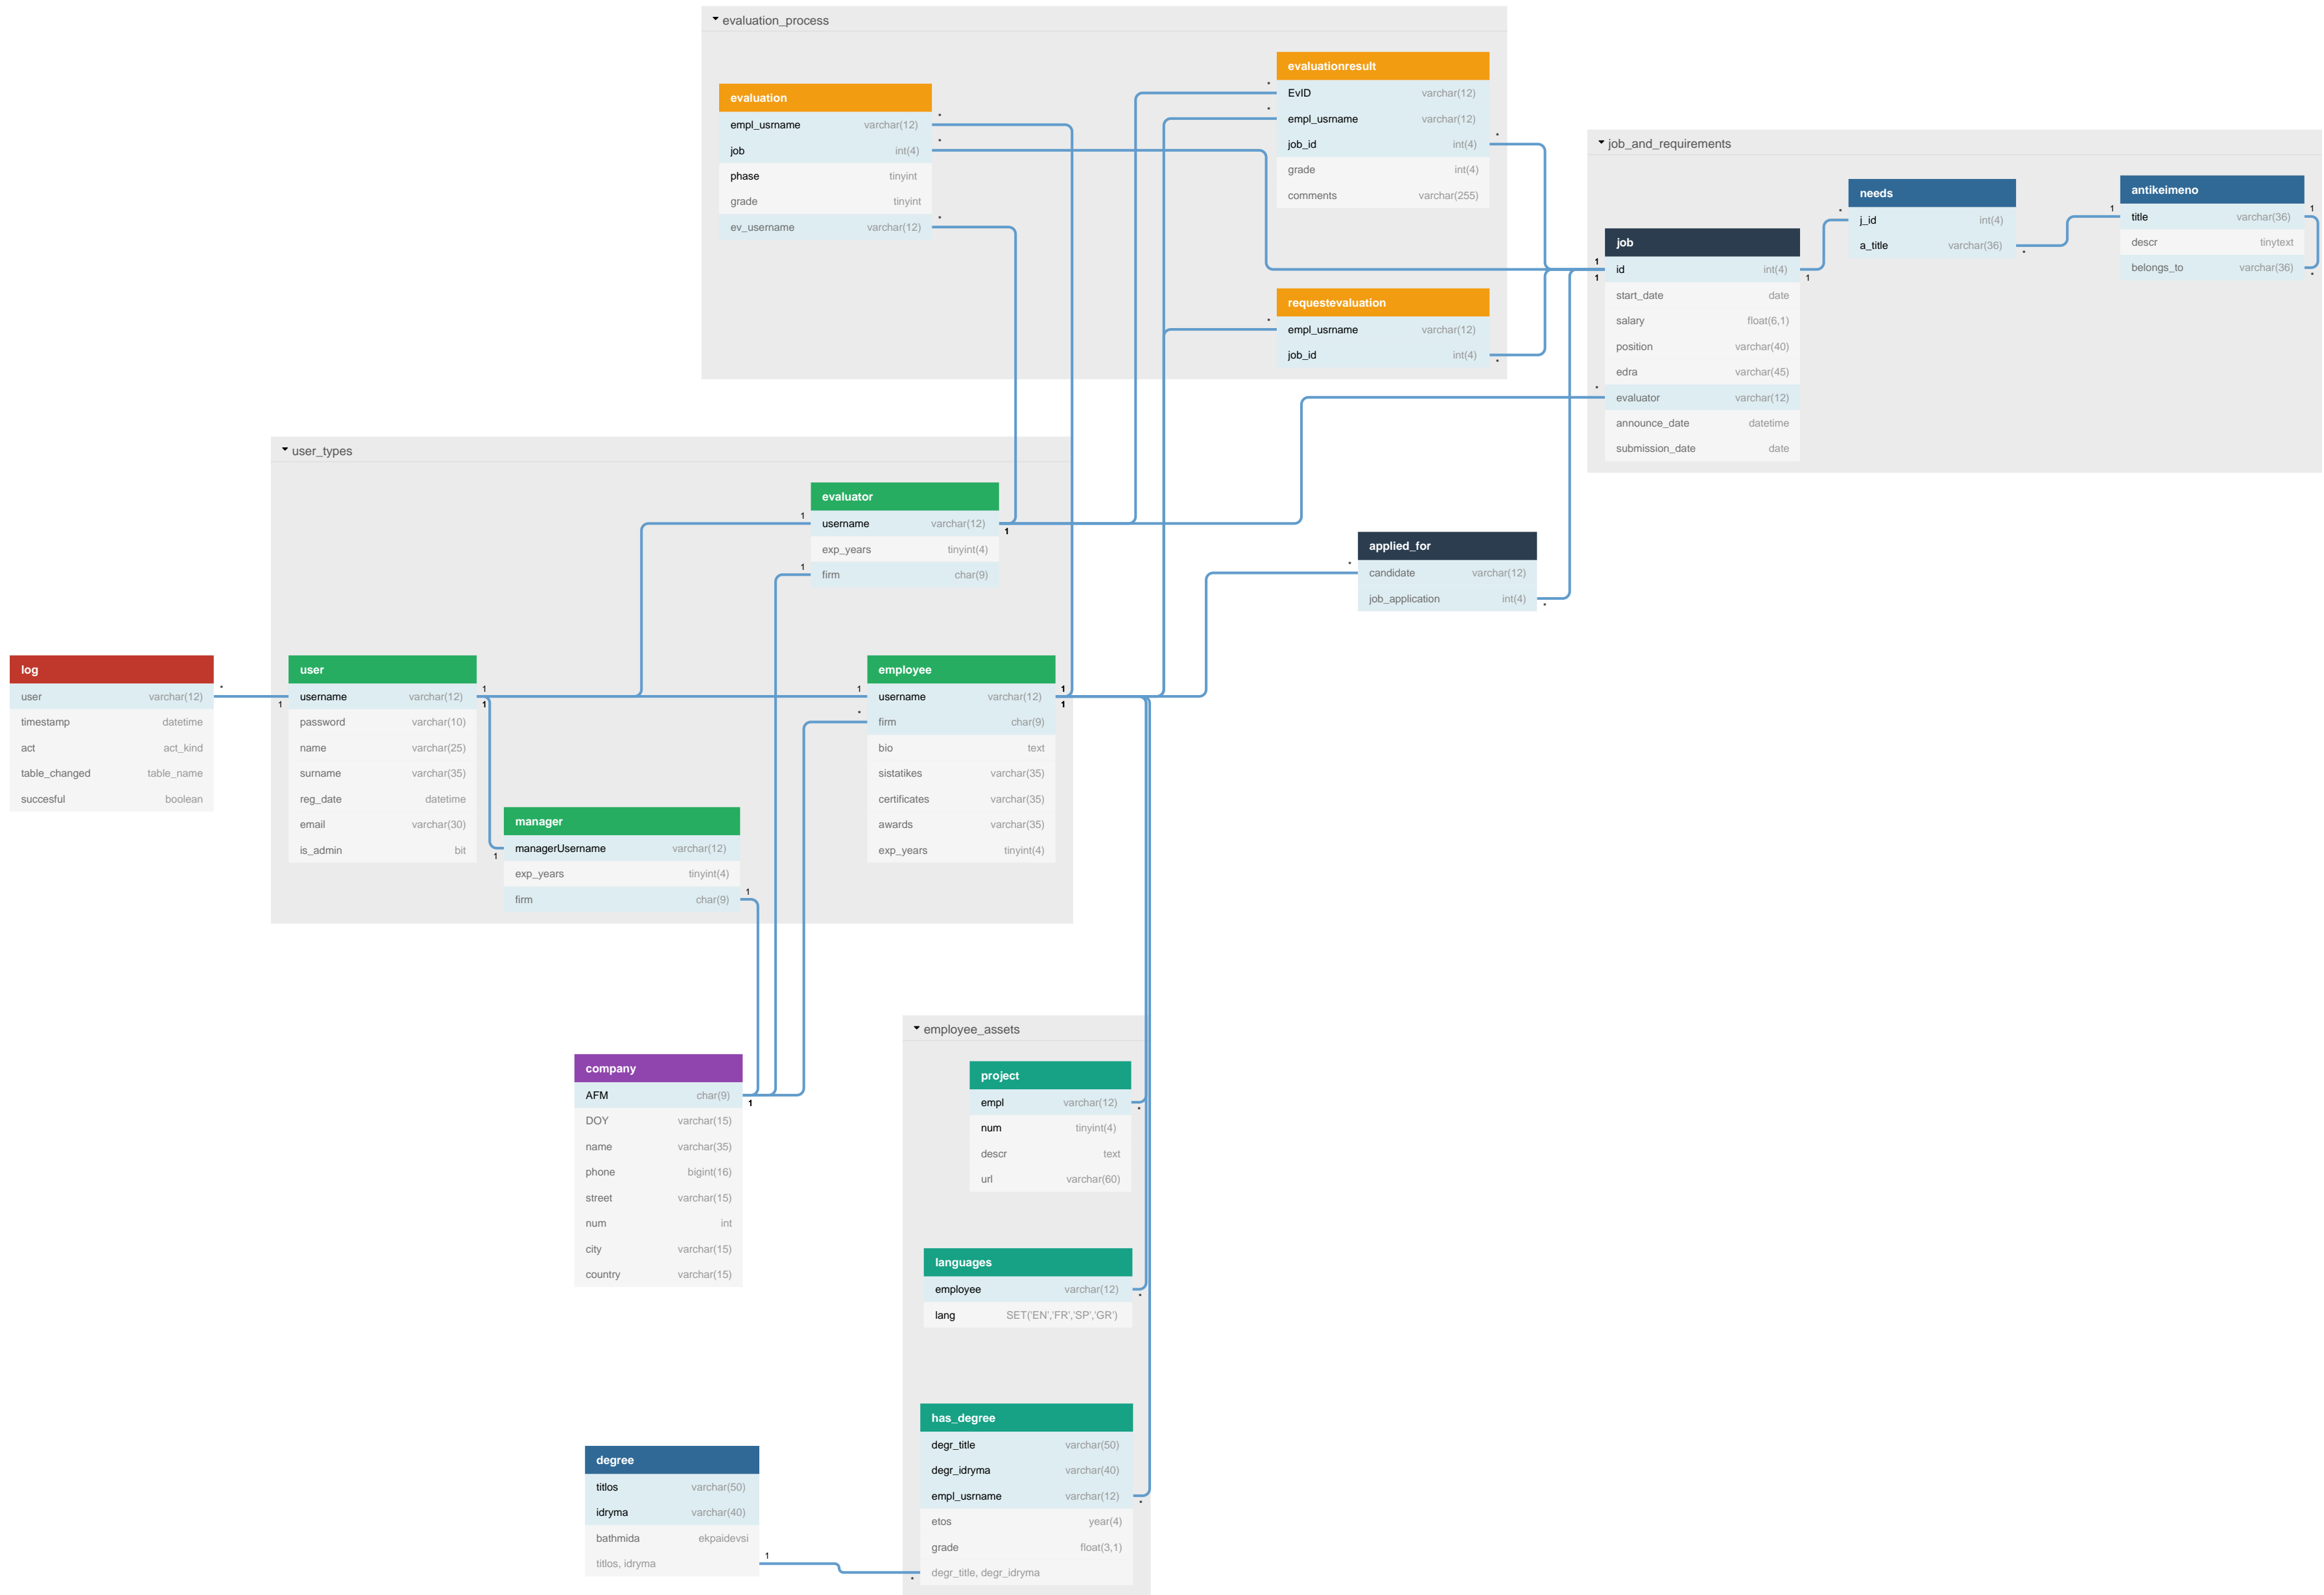 evaluation_process
evaluation
empl_usrname varchar(12)
job int(4)
phase tinyint
grade tinyint
ev_username varchar(12)
evaluationresult
EvID varchar(12)
empl_usrname varchar(12)
job_id int(4)
grade int(4)
comments varchar(255)
requestevaluation
empl_usrname varchar(12)
job_id int(4)
job_and_requirements
job
id int(4)
start_date date
salary float(6,1)
position varchar(40)
edra varchar(45)
evaluator varchar(12)
announce_date datetime
submission_date date
needs
j_id int(4)
a_title varchar(36)
antikeimeno
title varchar(36)
descr tinytext
belongs_to varchar(36)
user_types
evaluator
username varchar(12)
exp_years tinyint(4)
firm char(9)
applied_for
candidate varchar(12)
job_application int(4)
log
user varchar(12)
timestamp datetime
act act_kind
table_changed table_name
succesful boolean
user
username varchar(12)
password varchar(10)
name varchar(25)
surname varchar(35)
reg_date datetime
email varchar(30)
is_admin bit
manager
managerUsername varchar(12)
exp_years tinyint(4)
firm char(9)
employee
username varchar(12)
firm char(9)
bio text
sistatikes varchar(35)
certificates varchar(35)
awards varchar(35)
exp_years tinyint(4)
company
AFM char(9)
DOY varchar(15)
name varchar(35)
phone bigint(16)
street varchar(15)
num int
city varchar(15)
country varchar(15)
employee_assets
project
empl varchar(12)
num tinyint(4)
descr text
url varchar(60)
languages
employee varchar(12)
lang SET('EN','FR','SP','GR')
has_degree
degr_title varchar(50)
degr_idryma varchar(40)
empl_usrname varchar(12)
etos year(4)
grade float(3,1)
degr_title, degr_idryma
degree
titlos varchar(50)
idryma varchar(40)
bathmida ekpaidevsi
titlos, idryma